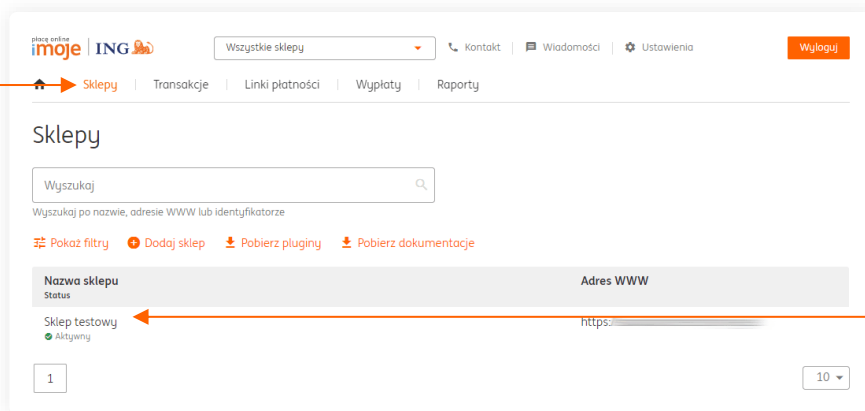 płacę online
imoje ING Wszystkie sklepy Kontakt Wiadomości Ustawienia Wyloguj
Sklepy Transakcje Linki płatności Wypłaty Raporty
Sklepy
Wyszukaj
Wyszukaj po nazwie, adresie WWW lub identyfikatorze
Pokaż filtry Dodaj sklep Pobierz pluginy Pobierz dokumentacje
Nazwa sklepu Adres WWW
Status
Sklep testowy https:
Aktywny
1 10